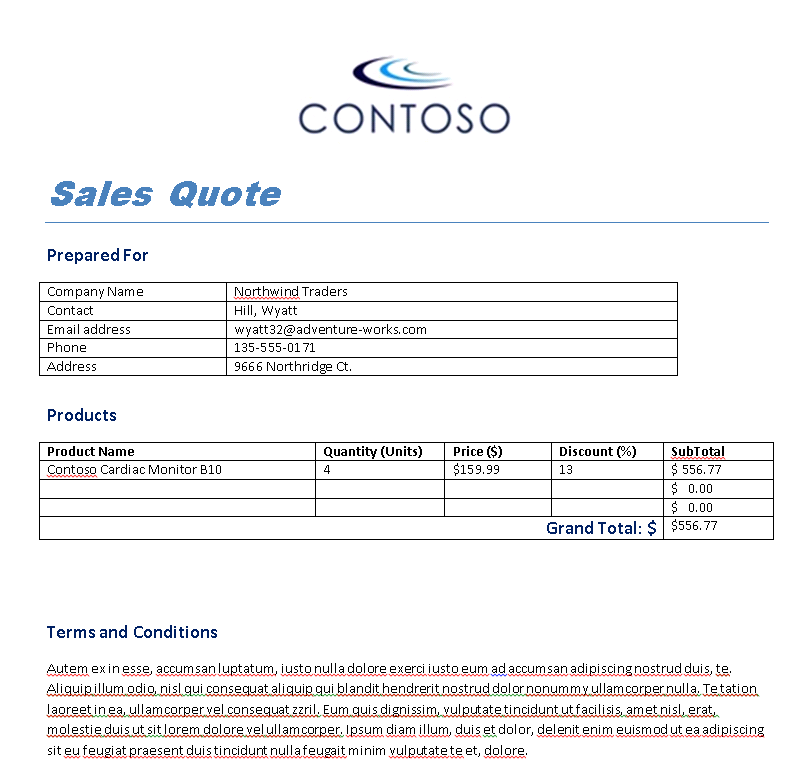 CONTOSO
Sales Quote
Prepared For
Company Name Northwind Traders
Contact Hill, Wyatt
Email address wyatt32@adventure-works.com
Phone 135-555-0171
Address 9666 Northridge Ct.
Products
Product Name Quantity (Units) Price ($) Discount (%) SubTotal
Contoso Cardiac Monitor B10 4 $159.99 13 $ 556.77
$ 0.00
$ 0.00
Grand Total: $ $556.77
Terms and Conditions
Autem ex in esse, accumsan luptatum, iusto nulla dolore exerci iusto eum ad accumsan adipiscing nostrud duis, te.
Aliquip illum odio, nisl qui consequat aliquip qui blandit hendrerit nostrud dolor nonummy ullamcorper nulla. Te tation
laoreet in ea, ullamcorper vel consequat zzril. Eum quis dignissim, vulputate tincidunt ut facilisis, amet nisl, erat,
molestie duis ut sit lorem dolore vel ullamcorper. Ipsum diam illum, duis et dolor, delenit enim euismod ut ea adipiscing
sit eu feugiat praesent duis tincidunt nulla feugait minim vulputate te et, dolore.